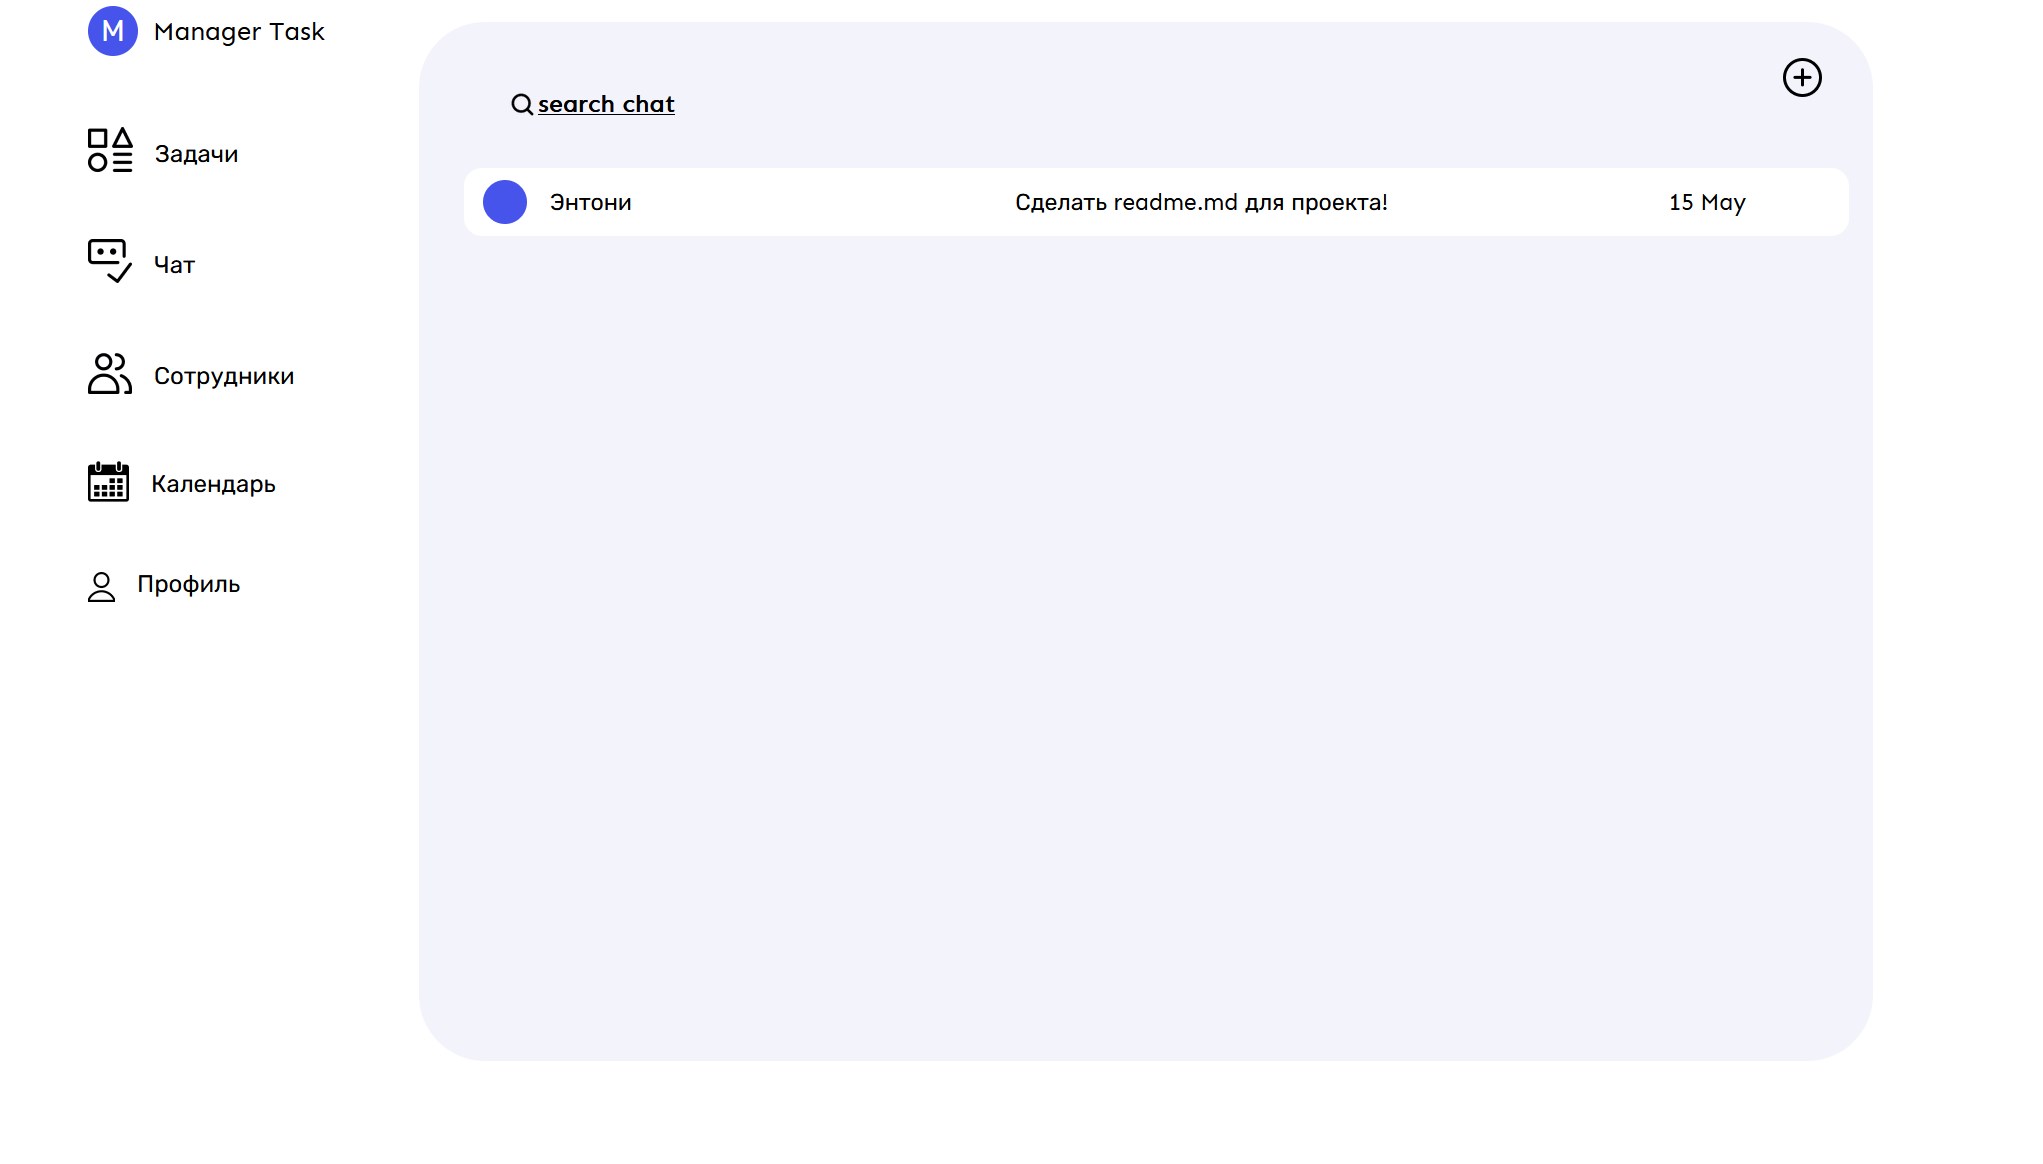 M Manager Task
Задачи
Чат
Сотрудники
Календарь
Профиль
search chat
Энтони Сделать readme.md для проекта! 15 May